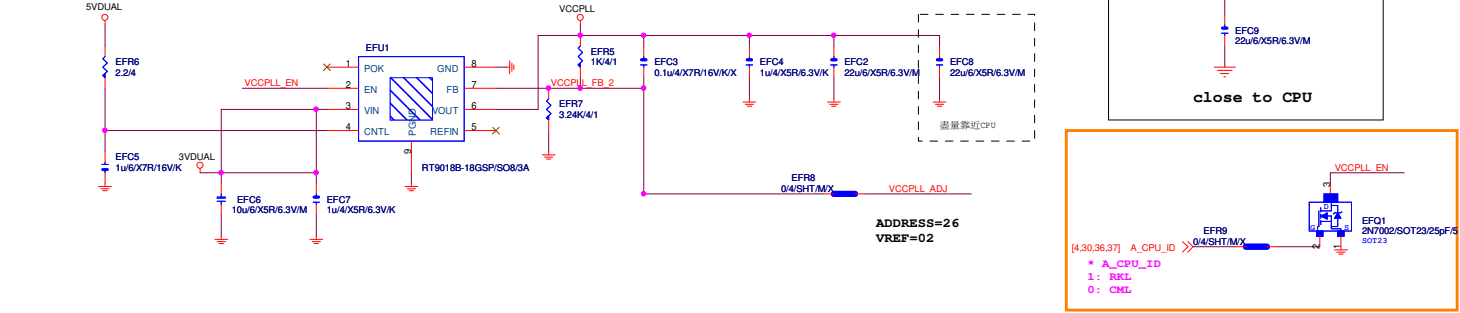 5VDUAL
EFR6
2.2/4
EFC5
1u/6/X7R/16V/K
3VDUAL
EFC6
10u/6/X5R/6.3V/M
EFC7
1u/4/X5R/6.3V/K
VCCPLL_EN
EFU1
1
POK
2
EN
3
VIN
4
CNTL
GND
8
FB
7
VOUT
6
REFIN
5
PGND
9
RT9018B-18GSP/SO8/3A
VCCPLL
EFR5
1K/4/1
VCCPLL_FB_2
EFR7
3.24K/4/1
EFC3
0.1u/4/X7R/16V/K/X
EFC4
1u/4/X5R/6.3V/K
EFC2
22u/6/X5R/6.3V/M
EFC8
22u/6/X5R/6.3V/M
盡量靠近CPU
EFR8
0/4/SHT/M/X
VCCPLL_ADJ
ADDRESS=26
VREF=02
EFC9
22u/6/X5R/6.3V/M
close to CPU
VCCPLL_EN
3
D
G
S
2
1
EFQ1
2N7002/SOT23/25pF/5
SOT23
EFR9
0/4/SHT/M/X
[4,30,36,37] A_CPU_ID
* A_CPU_ID
1: RKL
0: CML